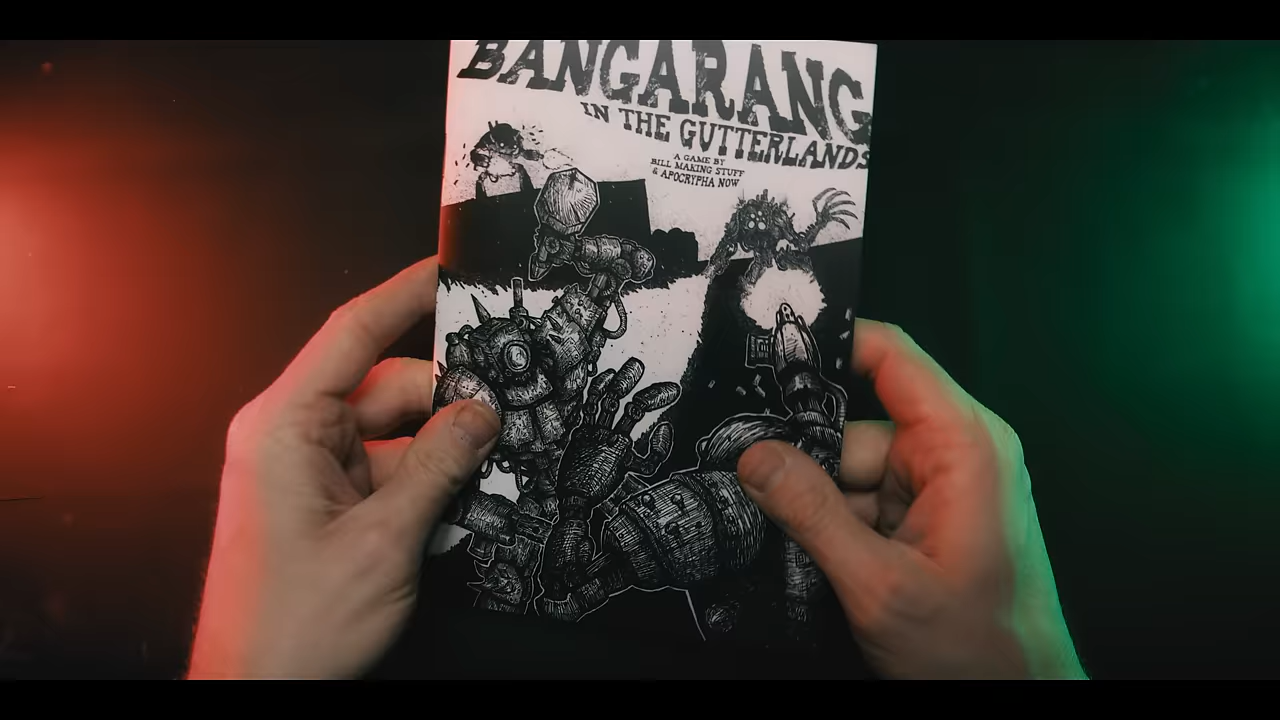 BANGARANG
IN THE GUTTERLANDS
A GAME BY
BILL MAKING STUFF
& APOCRYPHA NOW